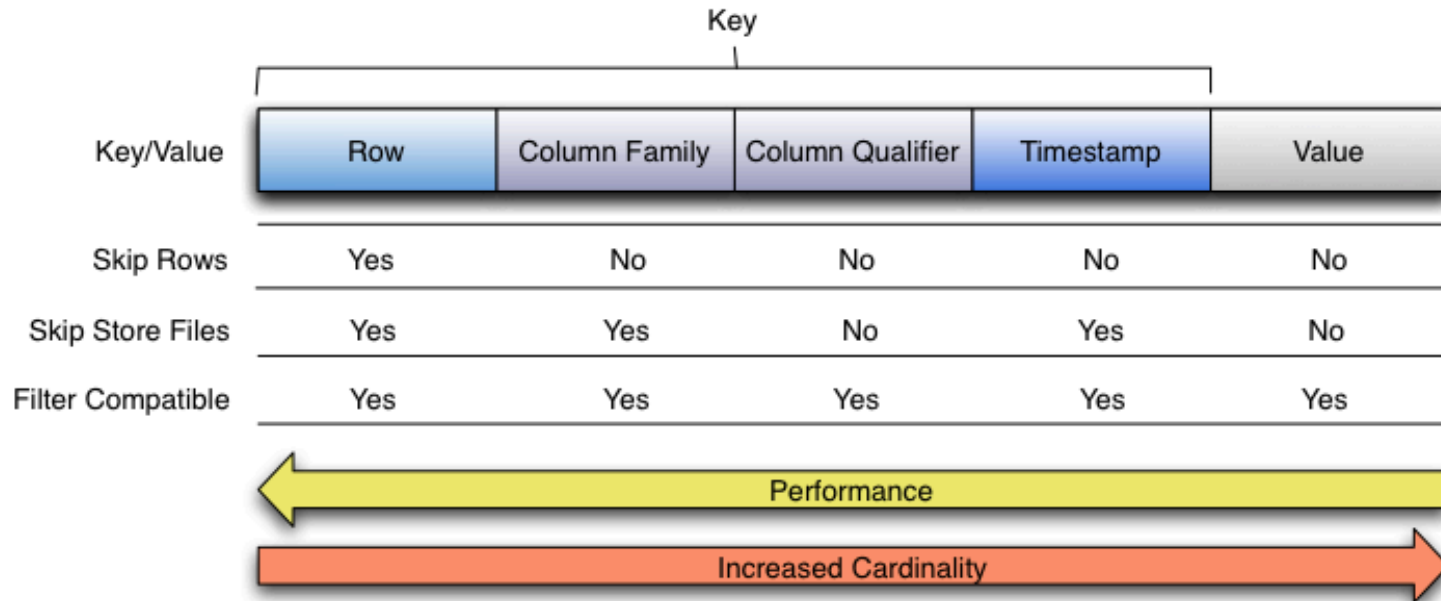 Key
Key/Value Row Column Family Column Qualifier Timestamp Value
Skip Rows Yes No No No No
Skip Store Files Yes Yes No Yes No
Filter Compatible Yes Yes Yes Yes Yes
Performance
Increased Cardinality